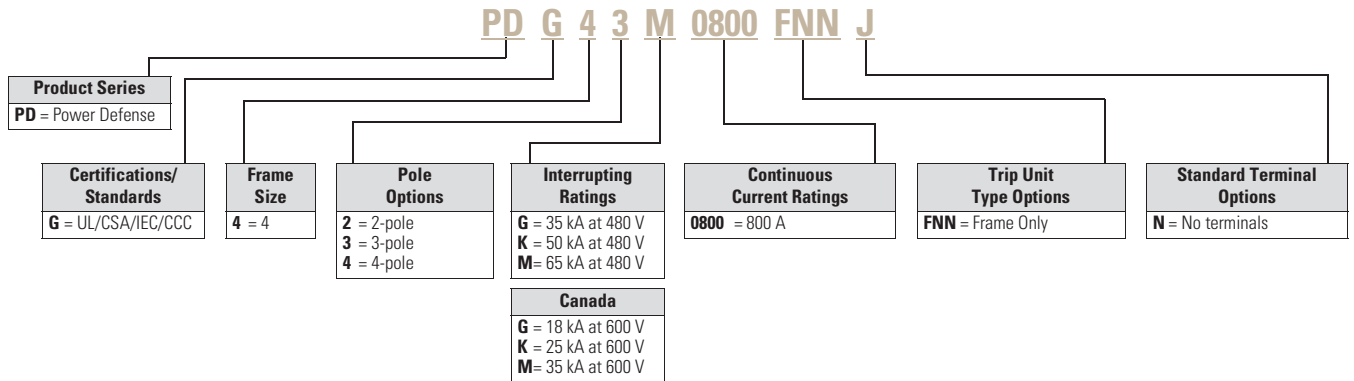 PD G 4 3 M 0800 FNN J
Product Series
PD = Power Defense
Certifications/
Standards
G = UL/CSA/IEC/CCC
Frame
Size
4 = 4
Pole
Options
2 = 2-pole
3 = 3-pole
4 = 4-pole
Interrupting
Ratings
G = 35 kA at 480 V
K = 50 kA at 480 V
M= 65 kA at 480 V
Canada
G = 18 kA at 600 V
K = 25 kA at 600 V
M= 35 kA at 600 V
Continuous
Current Ratings
0800 = 800 A
Trip Unit
Type Options
FNN = Frame Only
Standard Terminal
Options
N = No terminals